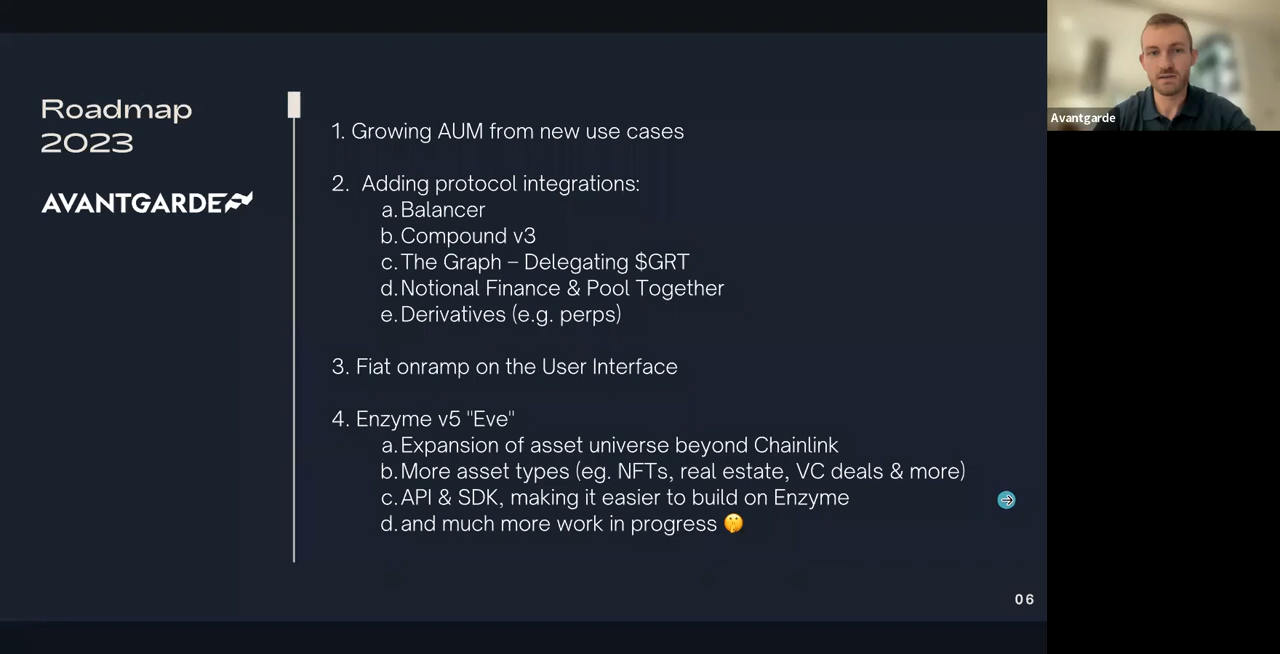 Roadmap
2023
AVANTGARDE
1. Growing AUM from new use cases
2. Adding protocol integrations:
a. Balancer
b. Compound v3
c. The Graph – Delegating $GRT
d. Notional Finance & Pool Together
e. Derivatives (e.g. perps)
3. Fiat onramp on the User Interface
4. Enzyme v5 "Eve"
a. Expansion of asset universe beyond Chainlink
b. More asset types (eg. NFTs, real estate, VC deals & more)
c. API & SDK, making it easier to build on Enzyme
d. and much more work in progress 🤫
06
Avantgarde